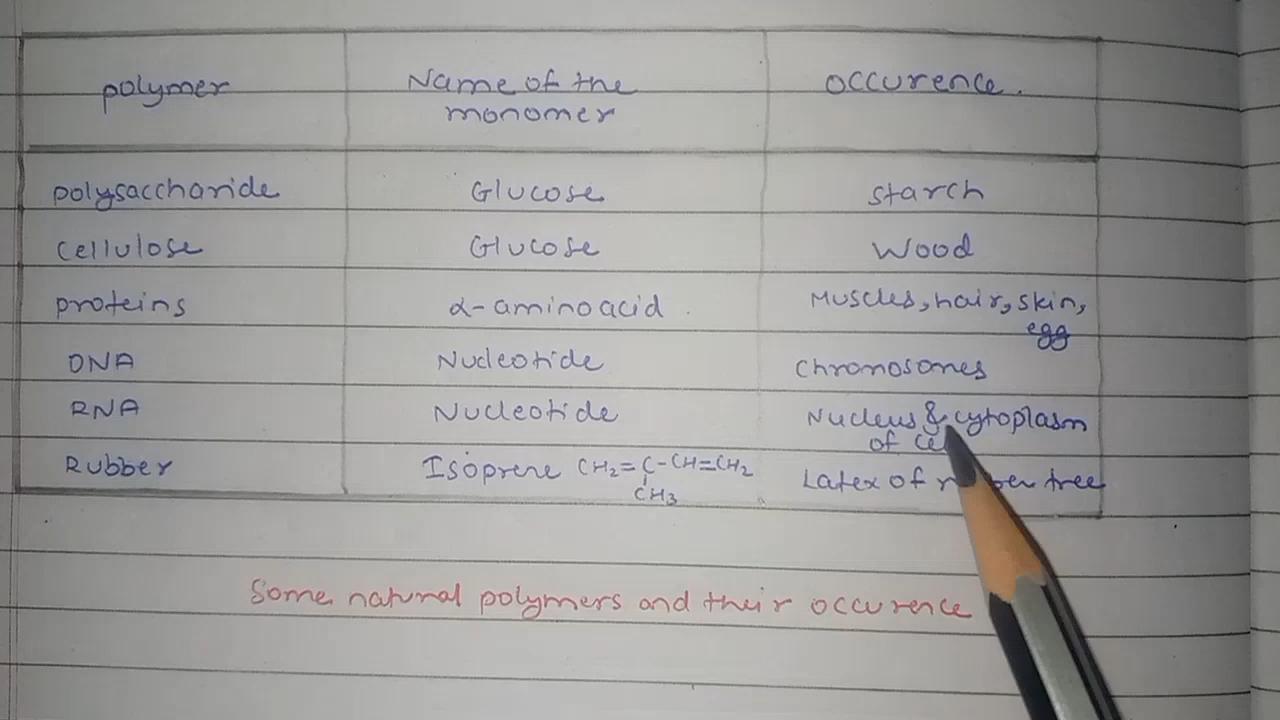 polymer Name of the occurence.
monomer
polysaccharide Glucose starch
cellulose Glucose Wood
proteins α-aminoacid Muscles, hair, skin,
egg
DNA Nucleotide chromosomes
RNA Nucleotide Nucleus & cytoplasm
of
Rubber Isoprene CH2=C-CH=CH2 Latex of tree
CH3
Some natural polymers and their occurence